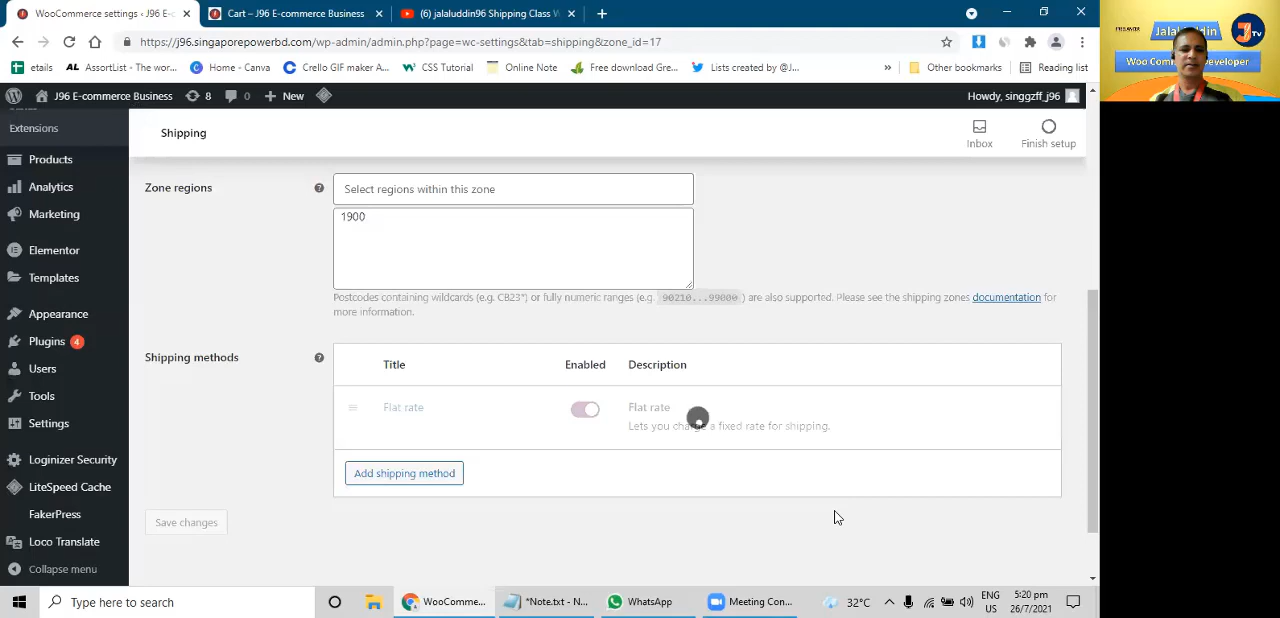 WooCommerce settings ‹ J96 E-c
Cart – J96 E-commerce Business
(6) jalaluddin96 Shipping Class W
https://j96.singaporepowerbd.com/wp-admin/admin.php?page=wc-settings&tab=shipping&zone_id=17
etails
AL AssortList - The wor...
Home - Canva
Crello GIF maker A...
CSS Tutorial
Online Note
Free download Gre...
Lists created by @J...
»
Other bookmarks
Reading list
J96 E-commerce Business
8
0
New
Howdy, singgzff_j96
Extensions
Products
Analytics
Marketing
Elementor
Templates
Appearance
Plugins 4
Users
Tools
Settings
Loginizer Security
LiteSpeed Cache
FakerPress
Loco Translate
Collapse menu
Shipping
Inbox
Finish setup
Zone regions
Select regions within this zone
1900
Postcodes containing wildcards (e.g. CB23*) or fully numeric ranges (e.g. 90210...99000 ) are also supported. Please see the shipping zones documentation for
more information.
Shipping methods
Title
Enabled
Description
Flat rate
Flat rate
Lets you charge a fixed rate for shipping.
Add shipping method
Save changes
Jalaluddin
TV
Woo Commerce Developer
Type here to search
WooComme...
*Note.txt - N...
WhatsApp
Meeting Con...
32°C
ENG
US
5:20 pm
26/7/2021